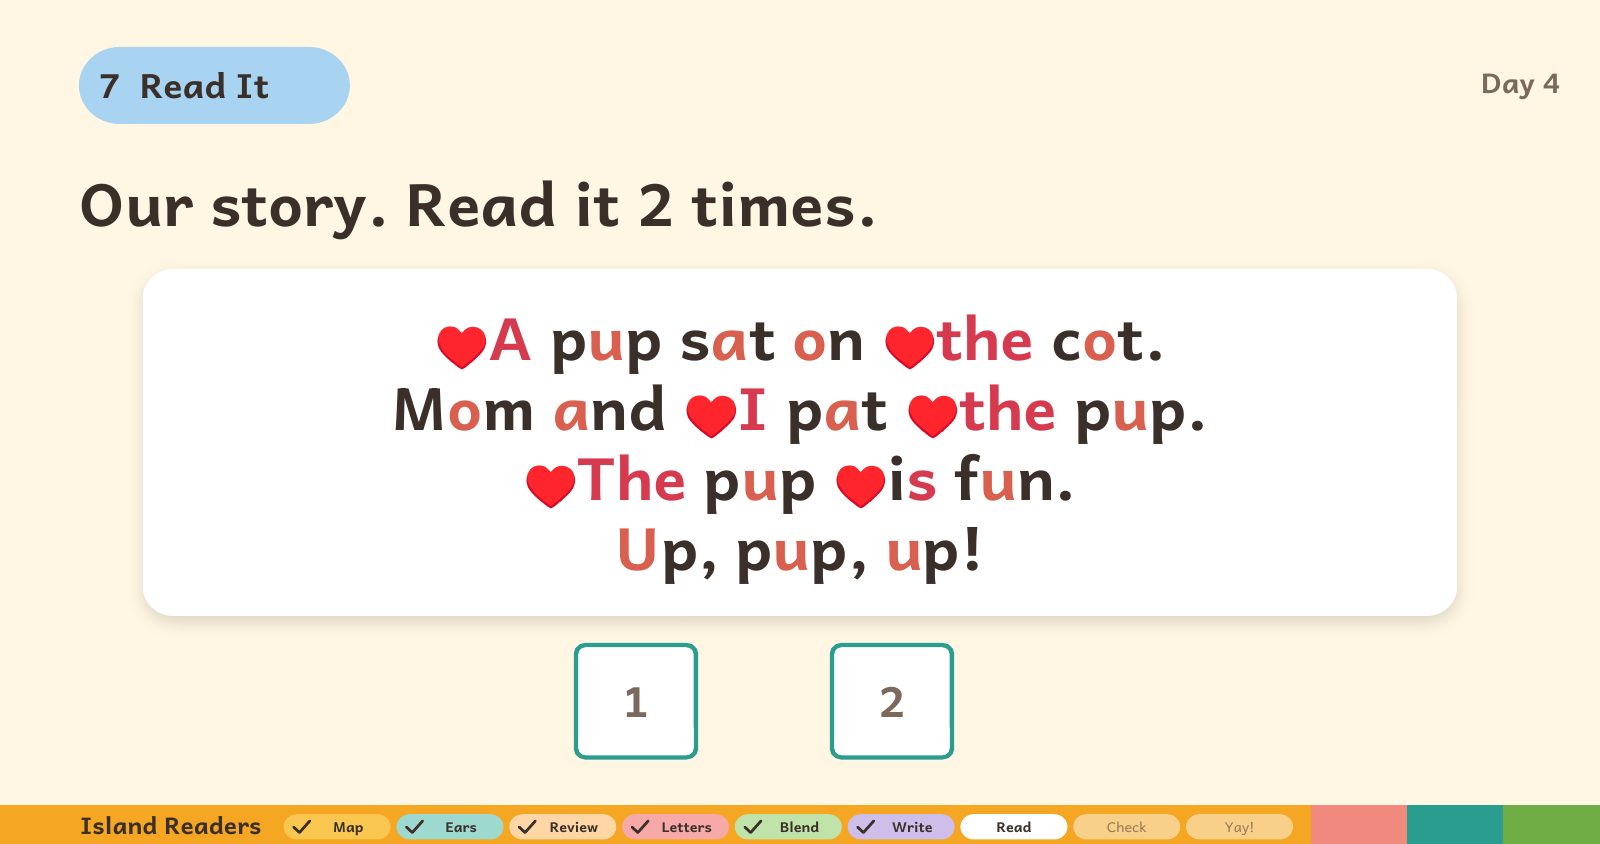 7 Read It
Day 4
Our story. Read it 2 times.
❤️A pup sat on ❤️the cot.
Mom and ❤️I pat ❤️the pup.
❤️The pup ❤️is fun.
Up, pup, up!
1
2
Island Readers
Map
Ears
Review
Letters
Blend
Write
Read
Check
Yay!